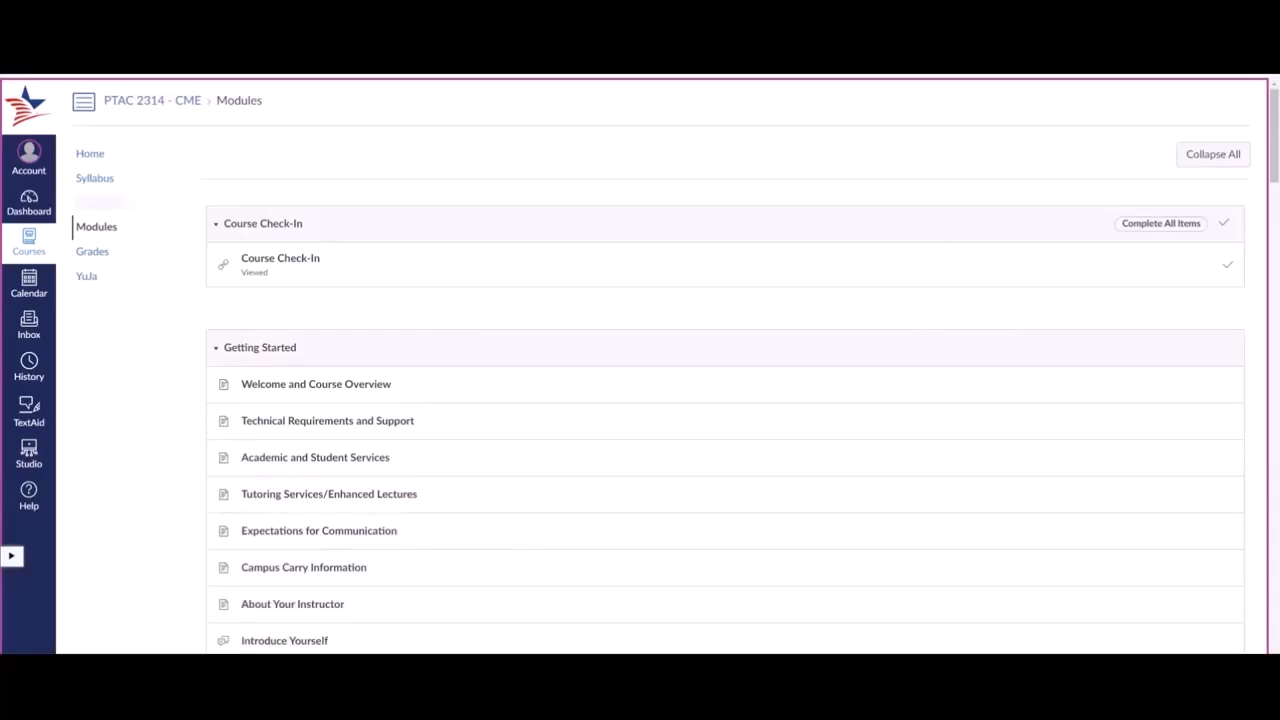 PTAC 2314 - CME › Modules
Account
Dashboard
Courses
Calendar
Inbox
History
TextAid
Studio
Help
Home
Syllabus
Modules
Grades
YuJa
Collapse All
Course Check-In
Complete All Items
Course Check-In
Viewed
Getting Started
Welcome and Course Overview
Technical Requirements and Support
Academic and Student Services
Tutoring Services/Enhanced Lectures
Expectations for Communication
Campus Carry Information
About Your Instructor
Introduce Yourself